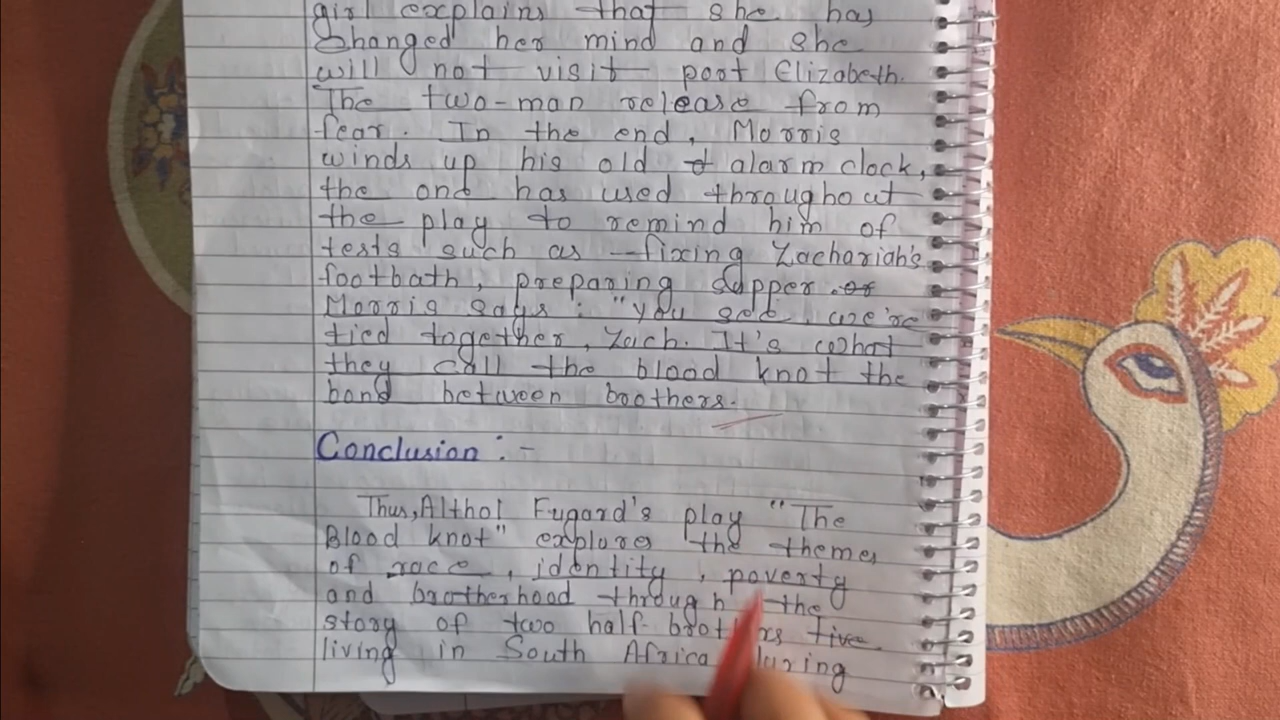 girl explains that she has
changed her mind and she
will not visit port Elizabeth.
The two-man release from
fear. In the end, Morris
winds up his old alarm clock,
the one has used throughout
the play to remind him of
tests such as fixing Zachariah's
footbath, preparing supper.
Morris says: "you see, we're
tied together, Zach. It's what
they call the blood knot the
bond between brothers.
Conclusion :-
Thus, Althol Fugard's play "The
Blood knot" explores the themes
of race, identity, poverty
and brotherhood through the
story of two half brothers
living in South Africa during